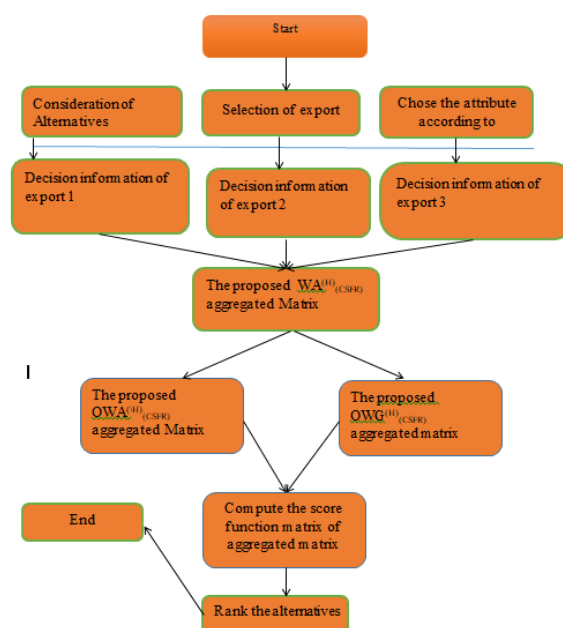 Start
Consideration of
Alternatives
Selection of export
Chose the attribute
according to
Decision information of
export 1
Decision information
of export 2
Decision information of
export 3
The proposed WA(H)(CSFR)
aggregated Matrix
I
The proposed
OWA(H)(CSFR)
aggregated Matrix
The proposed
OWG(H)(CSFR)
aggregated matrix
Compute the score
function matrix of
aggregated matrix
End
Rank the alternatives